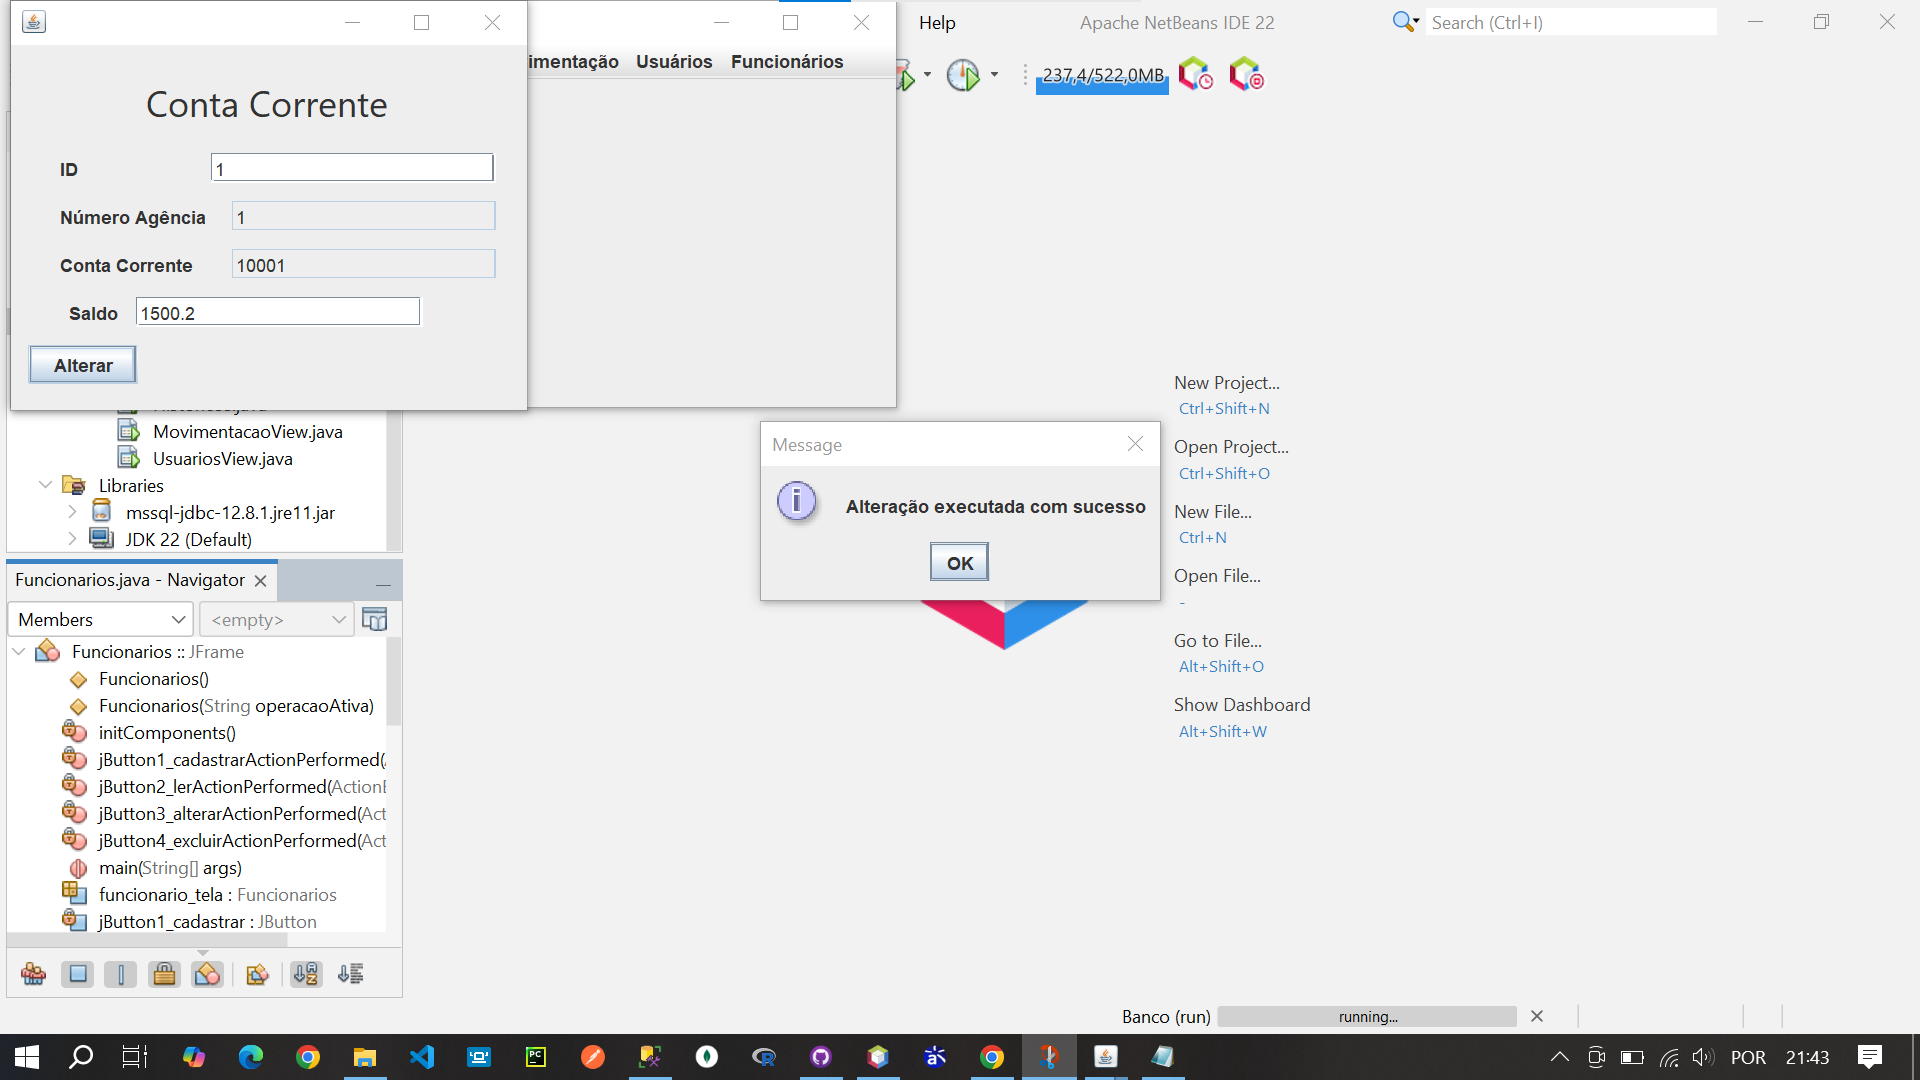 Conta Corrente
ID
1
Número Agência
1
Conta Corrente
10001
Saldo
1500.2
Alterar
imentação
Usuários
Funcionários
Help
Apache NetBeans IDE 22
Search (Ctrl+I)
237,4/522,0MB
MovimentacaoView.java
UsuariosView.java
Libraries
mssql-jdbc-12.8.1.jre11.jar
JDK 22 (Default)
Message
Alteração executada com sucesso
OK
New Project...
Ctrl+Shift+N
Open Project...
Ctrl+Shift+O
New File...
Ctrl+N
Open File...
-
Go to File...
Alt+Shift+O
Show Dashboard
Alt+Shift+W
Funcionarios.java - Navigator
Members
<empty>
Funcionarios :: JFrame
Funcionarios()
Funcionarios(String operacaoAtiva)
initComponents()
jButton1_cadastrarActionPerformed(
jButton2_lerActionPerformed(ActionE
jButton3_alterarActionPerformed(Act
jButton4_excluirActionPerformed(Act
main(String[] args)
funcionario_tela : Funcionarios
jButton1_cadastrar : JButton
Banco (run)
running...
POR
21:43